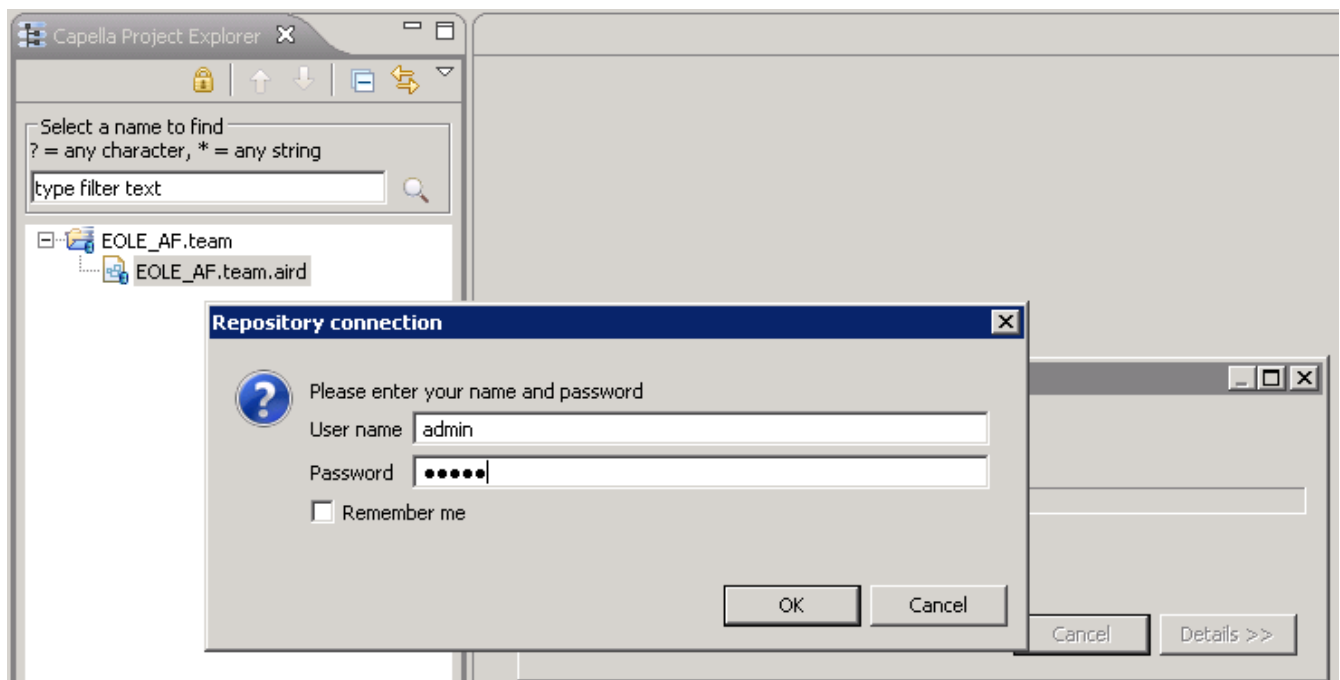 Capella Project Explorer
Select a name to find
? = any character, * = any string
type filter text
EOLE_AF.team
EOLE_AF.team.aird
Repository connection
Please enter your name and password
User name admin
Password ●●●●●
Remember me
OK Cancel
Cancel Details >>